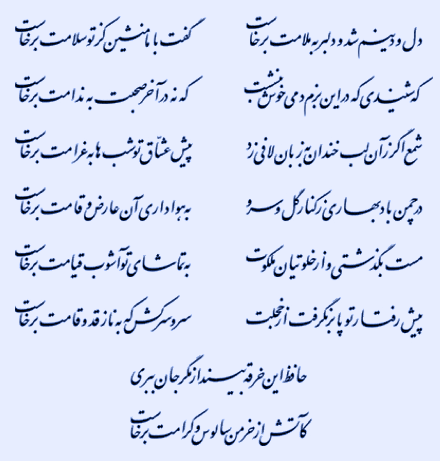 دل و دینم شد و دلبر به ملامت برخاست
گفت با ما منشین کز تو سلامت برخاست
که شنیدی که در این بزم دمی خوش بنشست
که نه در آخر صحبت به ندامت برخاست
شمع اگر زان لب خندان به زبان لافی زد
پیش عشاق تو شب‌ها به غرامت برخاست
در چمن باد بهاری ز کنار گل و سرو
به هواداری آن عارض و قامت برخاست
مست بگذشتی و از خلوتیان ملکوت
به تماشای تو آشوب قیامت برخاست
پیش رفتار تو پا برنگرفت از خجلت
سرو سرکش که به ناز قد و قامت برخاست
حافظ این خرقه بینداز مگر جان ببری
کاتش از خرمن سالوس و کرامت برخاست